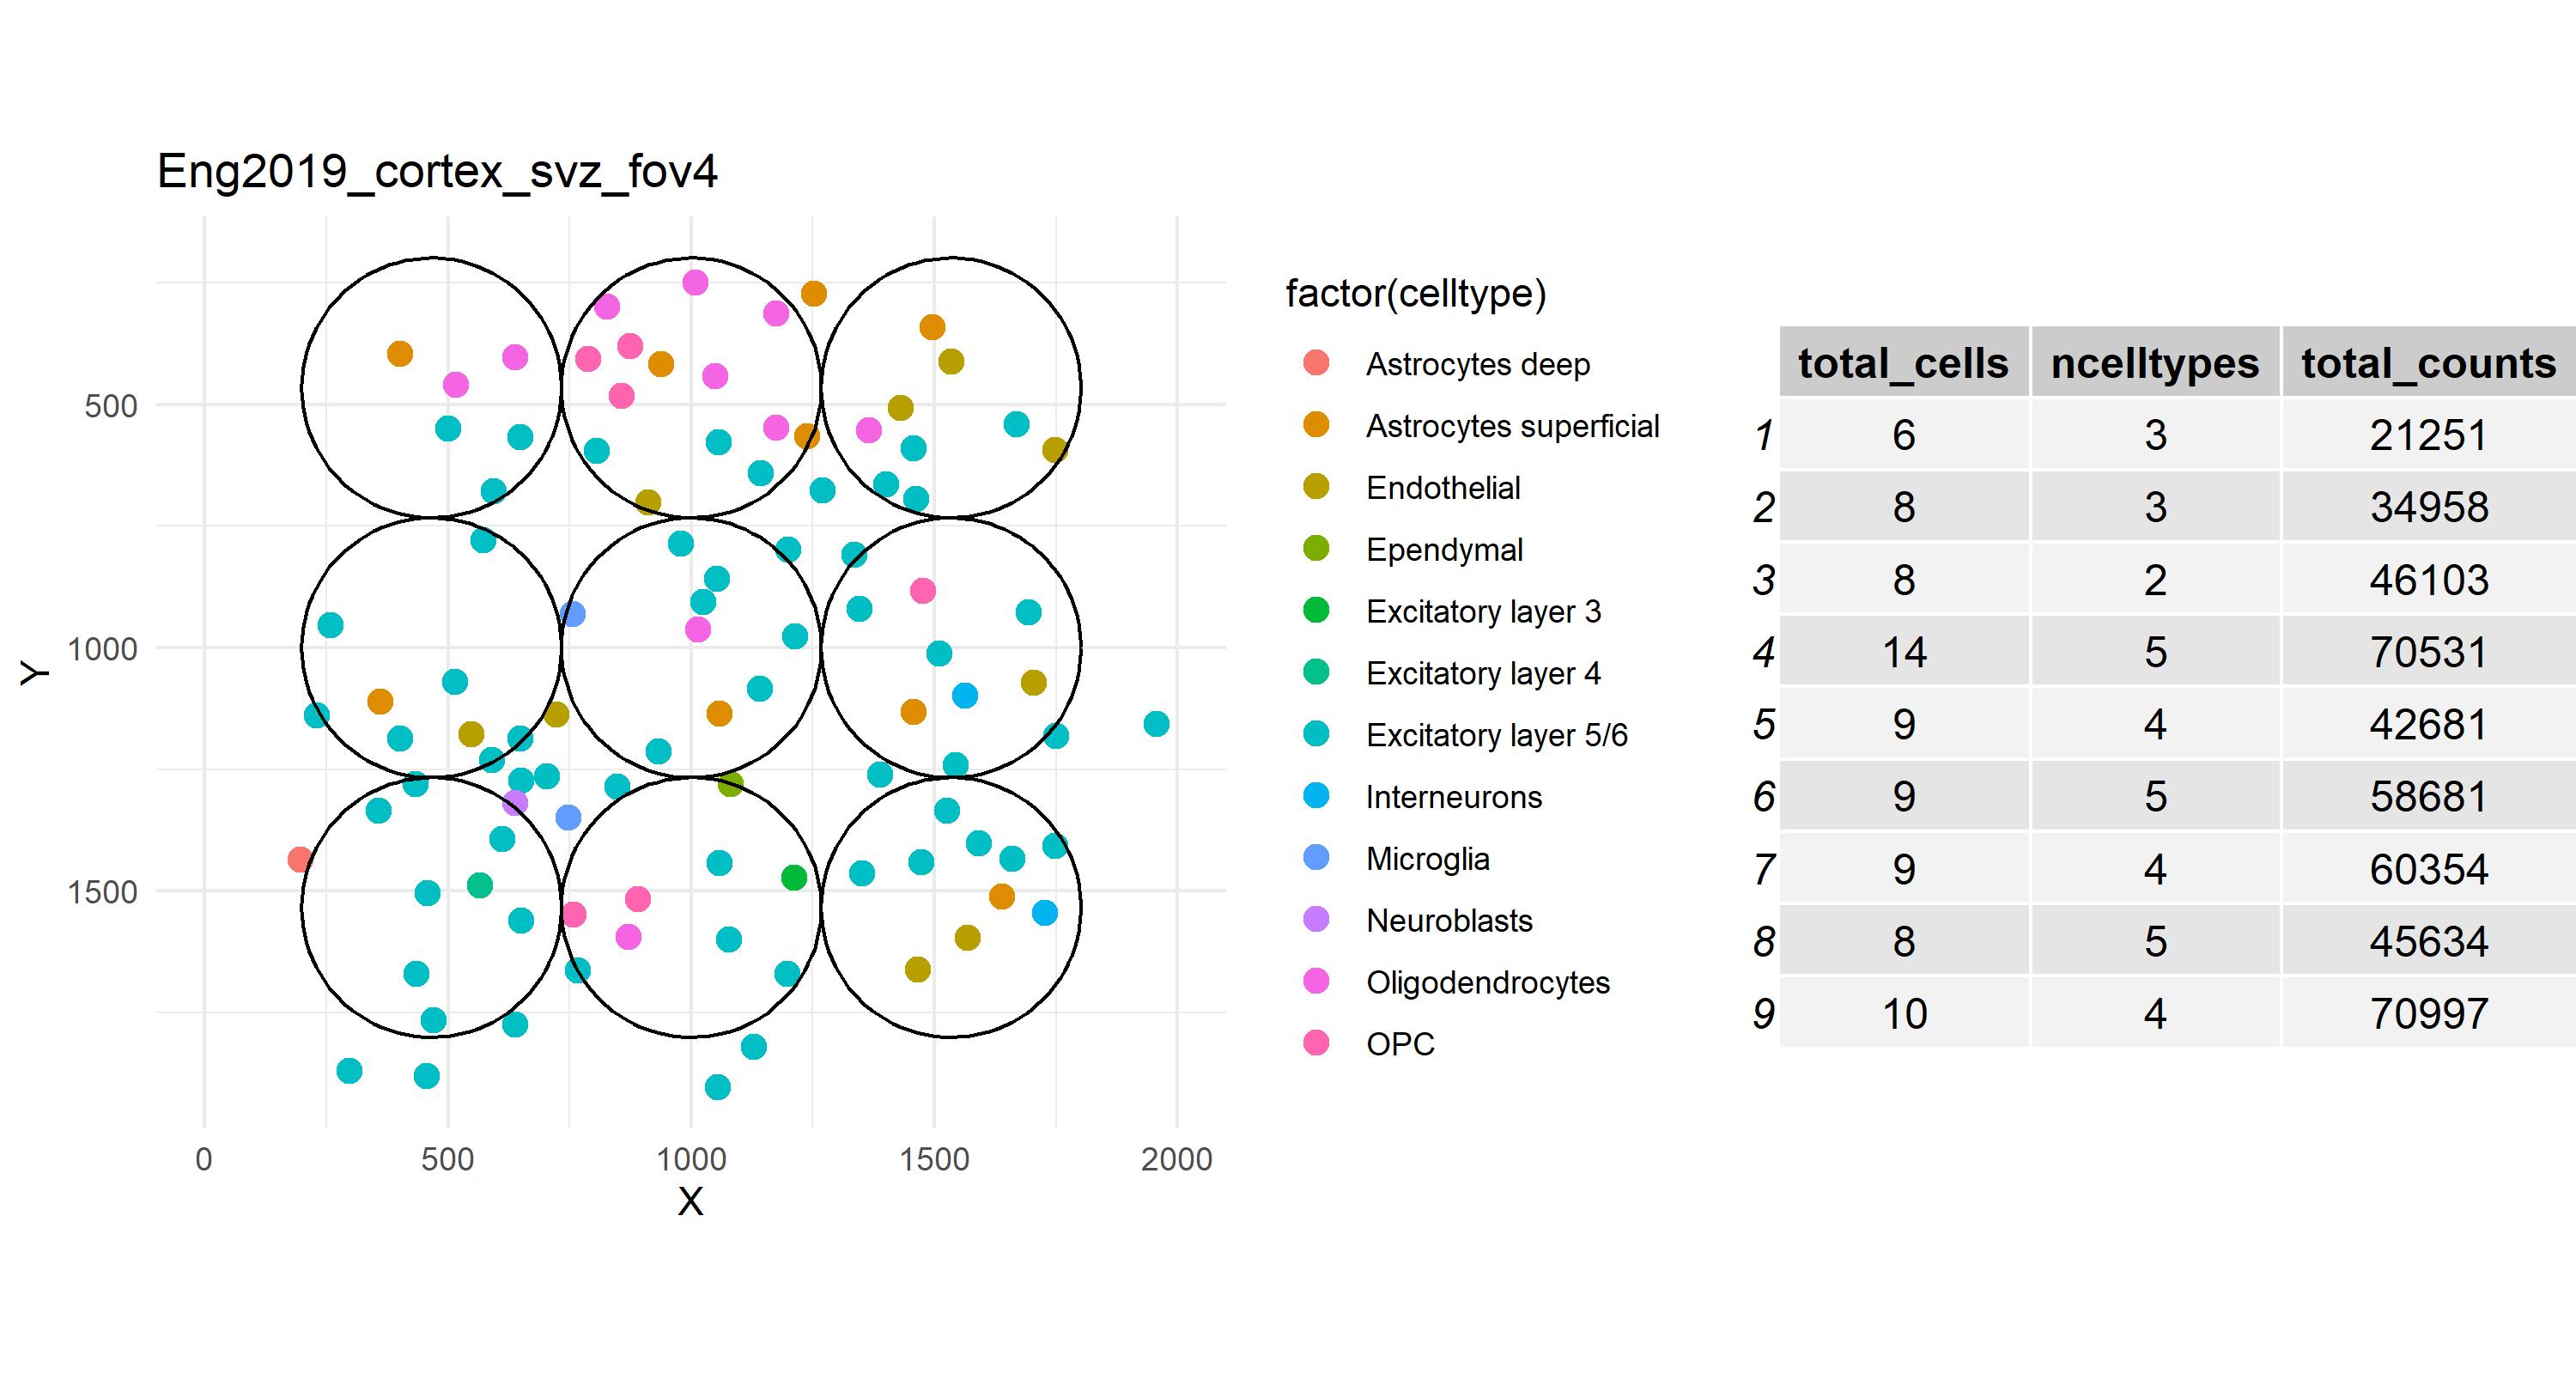 Eng2019_cortex_svz_fov4
Y
500
1000
1500
0 500 1000 1500 2000
X
factor(celltype)
Astrocytes deep
Astrocytes superficial
Endothelial
Ependymal
Excitatory layer 3
Excitatory layer 4
Excitatory layer 5/6
Interneurons
Microglia
Neuroblasts
Oligodendrocytes
OPC
total_cells ncelltypes total_counts
1 6 3 21251
2 8 3 34958
3 8 2 46103
4 14 5 70531
5 9 4 42681
6 9 5 58681
7 9 4 60354
8 8 5 45634
9 10 4 70997